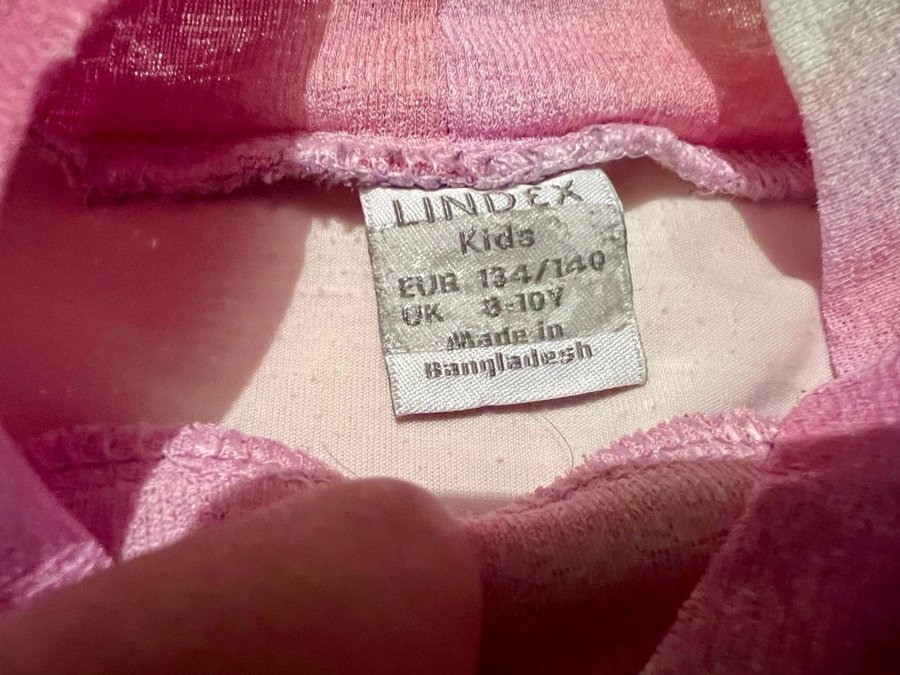 LINDEX
Kids
EUR 134/140
UK 8-10Y
Made in
Bangladesh